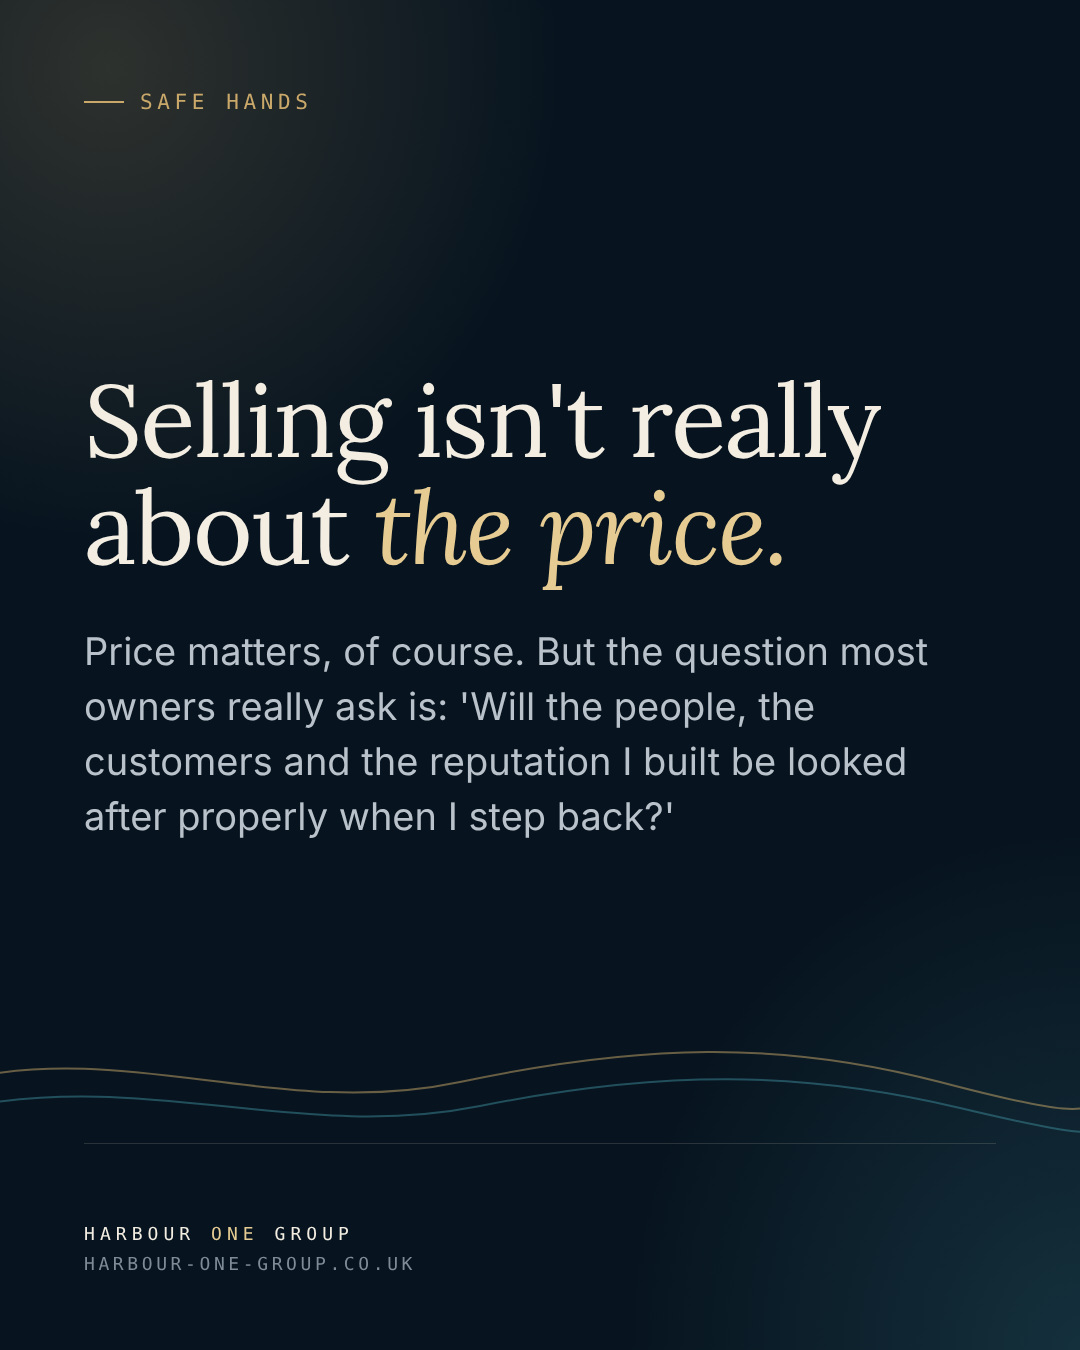 SAFE HANDS
Selling isn't really
about the price.
Price matters, of course. But the question most
owners really ask is: 'Will the people, the
customers and the reputation I built be looked
after properly when I step back?'
HARBOUR ONE GROUP
HARBOUR-ONE-GROUP.CO.UK